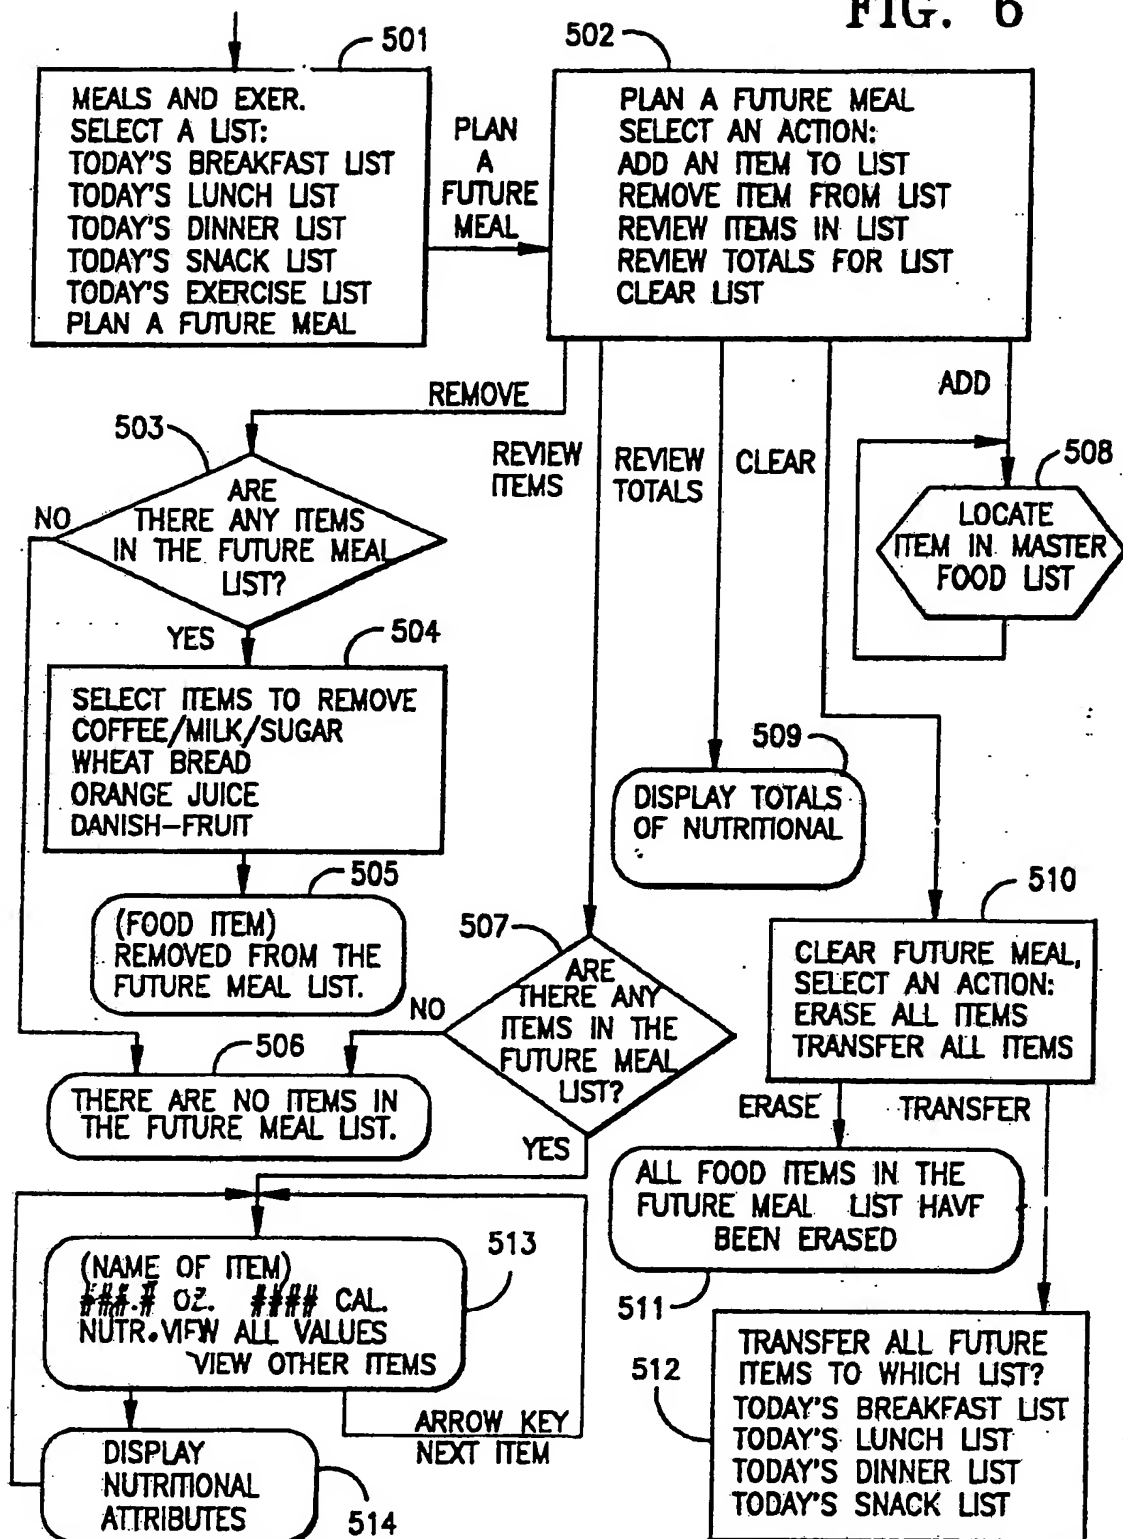 FIG. 6
501
MEALS AND EXER.
SELECT A LIST:
TODAY'S BREAKFAST LIST
TODAY'S LUNCH LIST
TODAY'S DINNER LIST
TODAY'S SNACK LIST
TODAY'S EXERCISE LIST
PLAN A FUTURE MEAL
PLAN
A
FUTURE
MEAL
502
PLAN A FUTURE MEAL
SELECT AN ACTION:
ADD AN ITEM TO LIST
REMOVE ITEM FROM LIST
REVIEW ITEMS IN LIST
REVIEW TOTALS FOR LIST
CLEAR LIST
REMOVE
REVIEW
ITEMS
REVIEW
TOTALS
CLEAR
ADD
503
ARE
THERE ANY ITEMS
IN THE FUTURE MEAL
LIST?
NO
YES
508
LOCATE
ITEM IN MASTER
FOOD LIST
504
SELECT ITEMS TO REMOVE
COFFEE/MILK/SUGAR
WHEAT BREAD
ORANGE JUICE
DANISH-FRUIT
509
DISPLAY TOTALS
OF NUTRITIONAL
505
(FOOD ITEM)
REMOVED FROM THE
FUTURE MEAL LIST.
507
ARE
THERE ANY
ITEMS IN THE
FUTURE MEAL
LIST?
NO
YES
510
CLEAR FUTURE MEAL,
SELECT AN ACTION:
ERASE ALL ITEMS
TRANSFER ALL ITEMS
506
THERE ARE NO ITEMS IN
THE FUTURE MEAL LIST.
ERASE
TRANSFER
ALL FOOD ITEMS IN THE
FUTURE MEAL LIST HAVE
BEEN ERASED
511
513
(NAME OF ITEM)
###.# OZ. #### CAL.
NUTR.VIEW ALL VALUES
VIEW OTHER ITEMS
ARROW KEY
NEXT ITEM
512
TRANSFER ALL FUTURE
ITEMS TO WHICH LIST?
TODAY'S BREAKFAST LIST
TODAY'S LUNCH LIST
TODAY'S DINNER LIST
TODAY'S SNACK LIST
DISPLAY
NUTRITIONAL
ATTRIBUTES
514